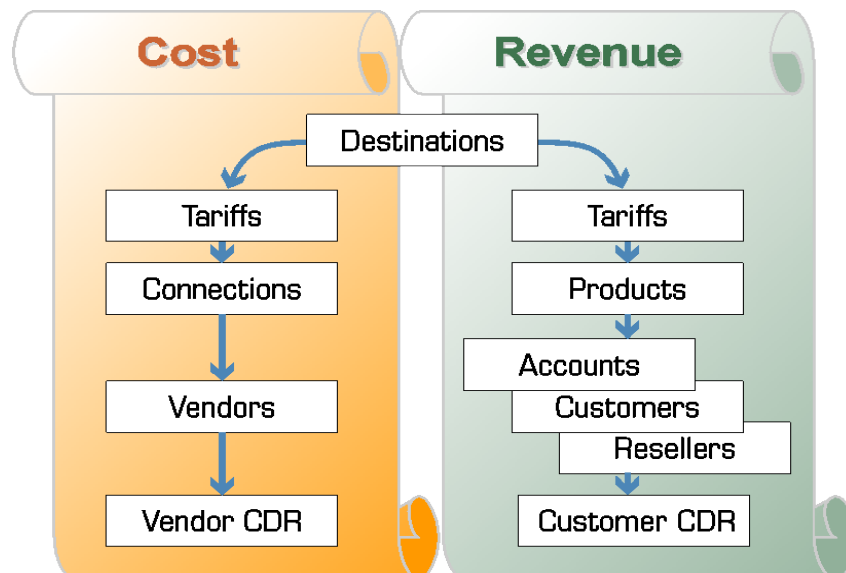 Cost
Revenue
Destinations
Tariffs
Tariffs
Connections
Products
Accounts
Vendors
Customers
Resellers
Vendor CDR
Customer CDR